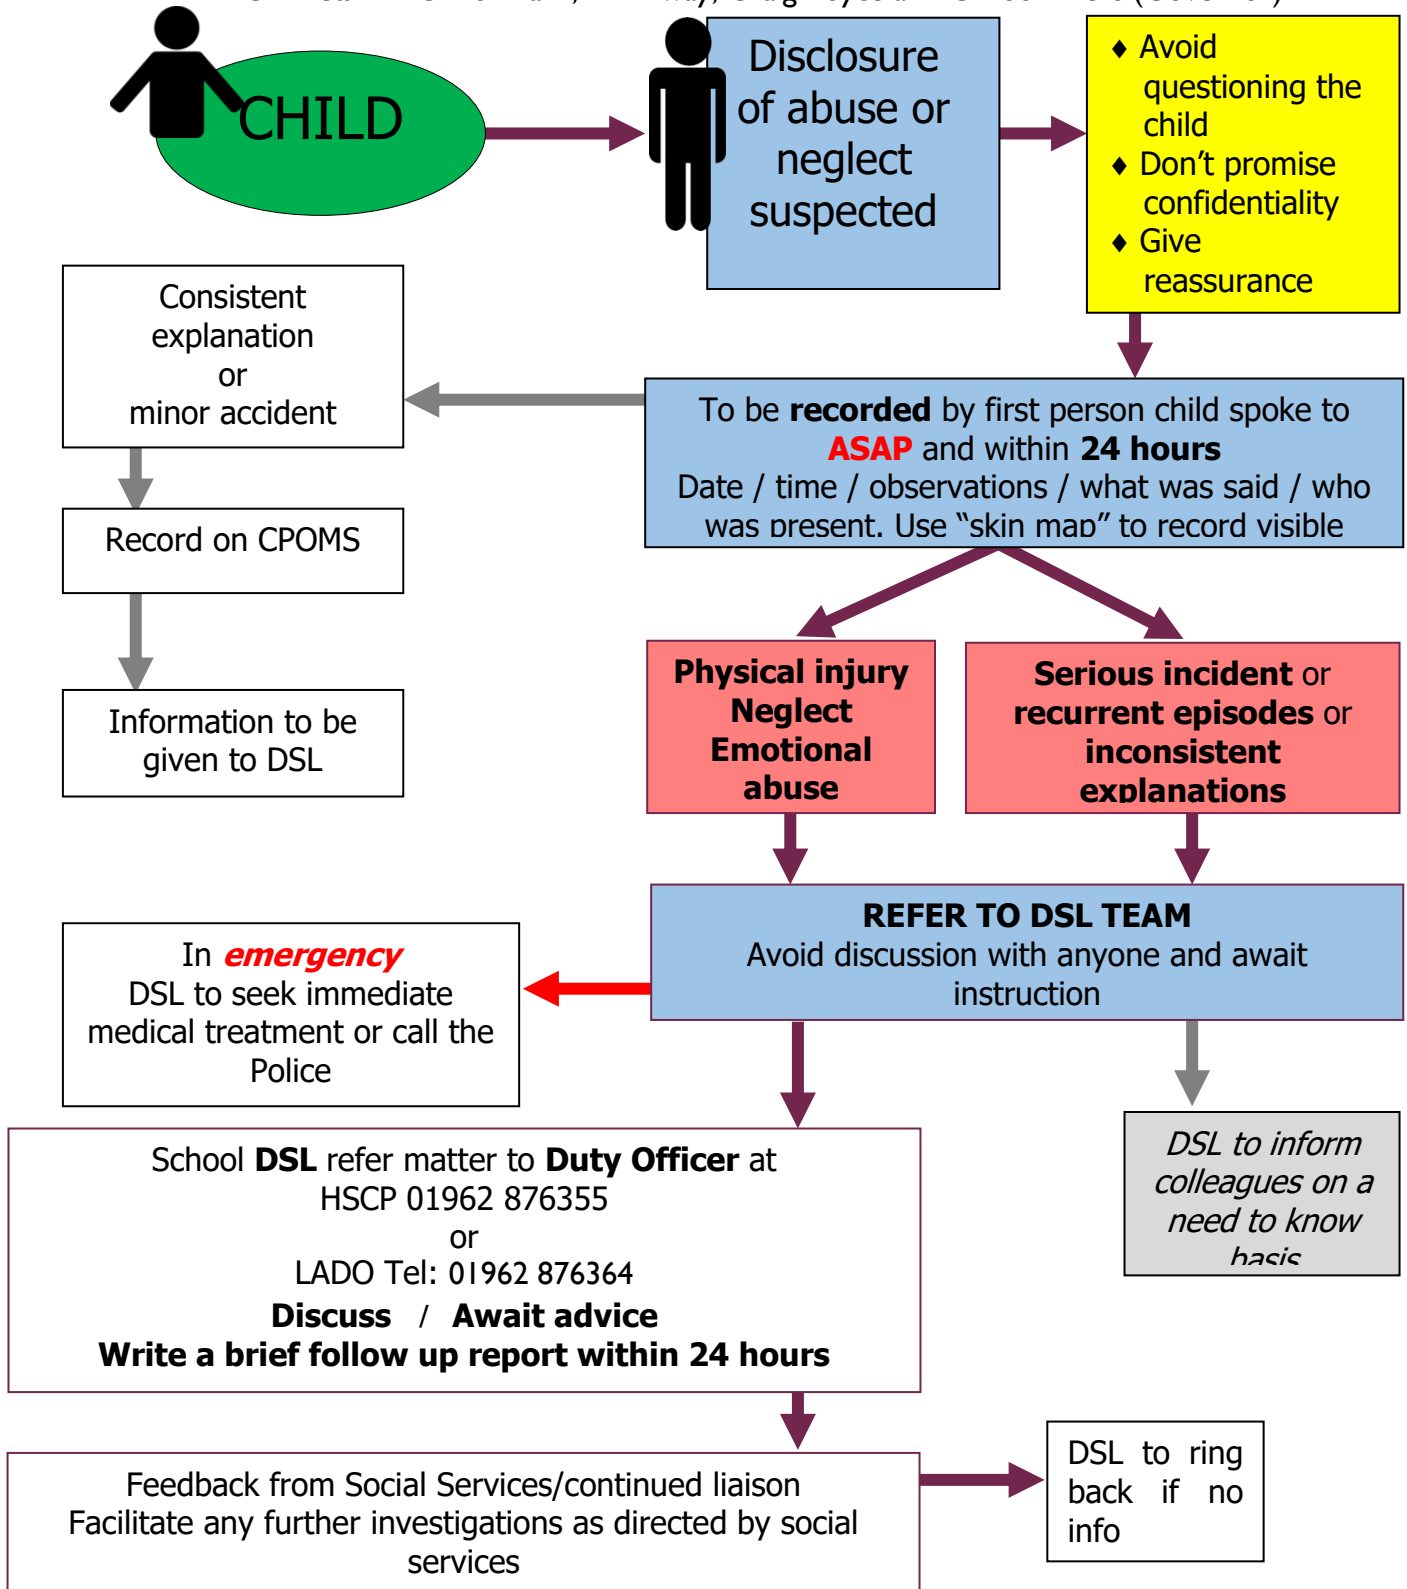 CHILD
Disclosure
of abuse or
neglect
suspected
♦ Avoid
questioning the
child
♦ Don’t promise
confidentiality
♦ Give
reassurance
Consistent
explanation
or
minor accident
To be recorded by first person child spoke to
ASAP and within 24 hours
Date / time / observations / what was said / who
was present. Use “skin map” to record visible
Record on CPOMS
Information to be
given to DSL
Physical injury
Neglect
Emotional
abuse
Serious incident or
recurrent episodes or
inconsistent
explanations
REFER TO DSL TEAM
Avoid discussion with anyone and await
instruction
In emergency
DSL to seek immediate
medical treatment or call the
Police
DSL to inform
colleagues on a
need to know
basis
School DSL refer matter to Duty Officer at
HSCP 01962 876355
or
LADO Tel: 01962 876364
Discuss / Await advice
Write a brief follow up report within 24 hours
Feedback from Social Services/continued liaison
Facilitate any further investigations as directed by social
services
DSL to ring
back if no
info